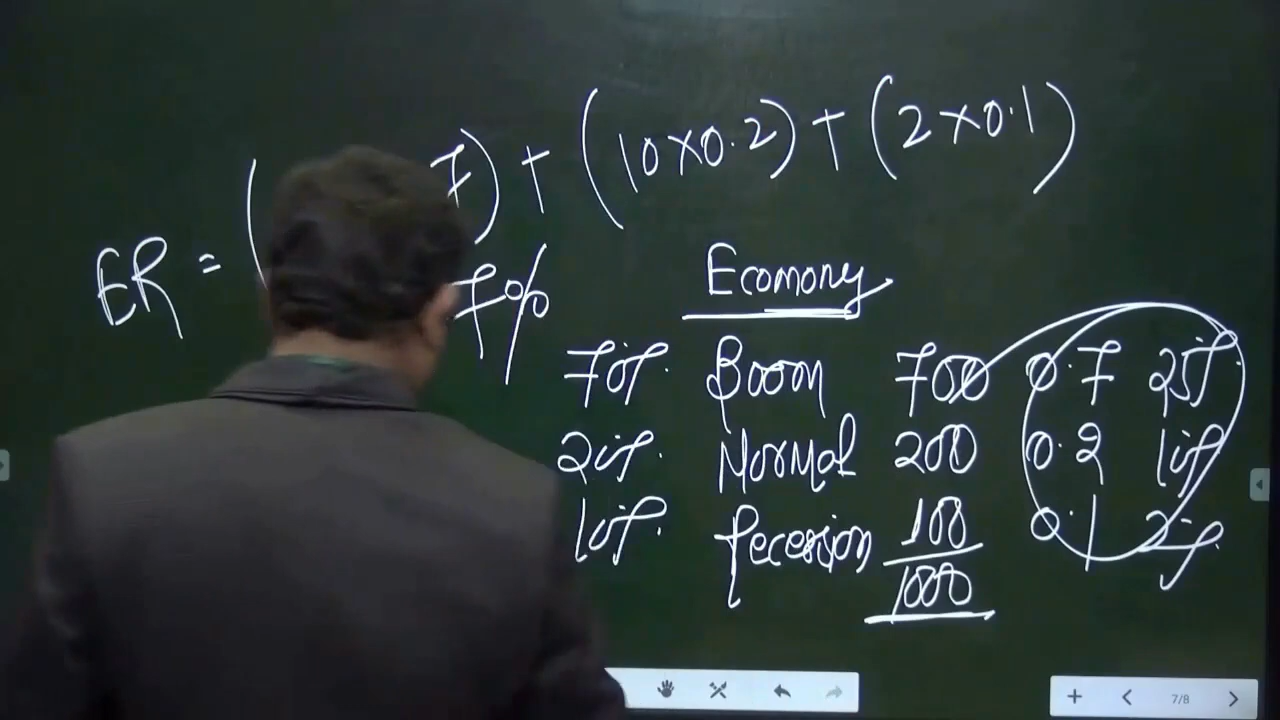 7) + (10 × 0.2) + (2 × 0.1)
ER = ( 7%
Ecomony
70% Boom 700 0.7 25%
20% Normal 200 0.2 10%
10% Recession 100 0.1 2%
1000
7/8